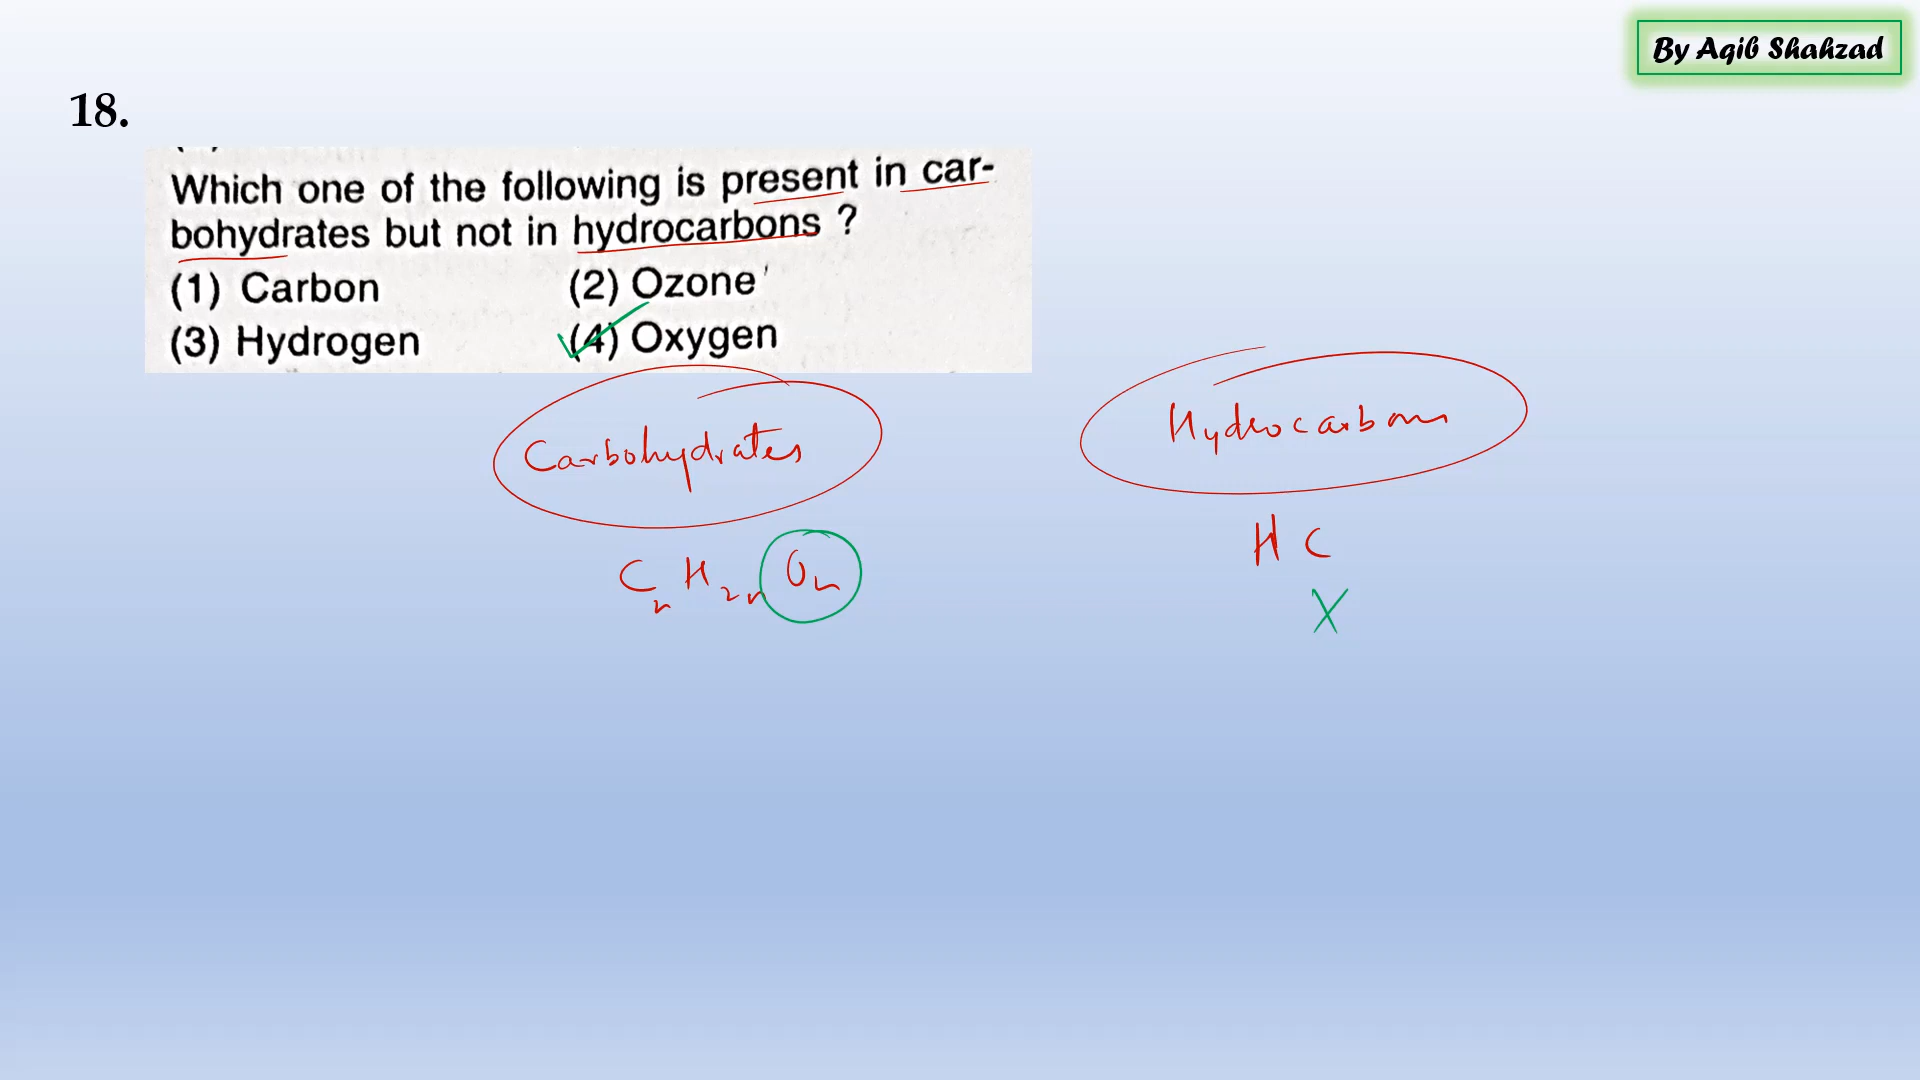 By Aqib Shahzad
18.
Which one of the following is present in car-
bohydrates but not in hydrocarbons ?
(1) Carbon (2) Ozone
(3) Hydrogen (4) Oxygen
Carbohydrates Hydrocarbons
CnH2nOn H C
X